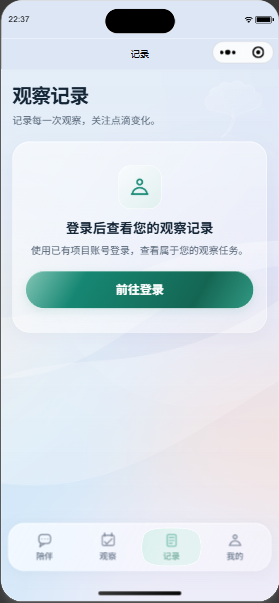 22:37
记录
观察记录
记录每一次观察，关注点滴变化。
登录后查看您的观察记录
使用已有项目账号登录，查看属于您的观察任务。
前往登录
陪伴
观察
记录
我的